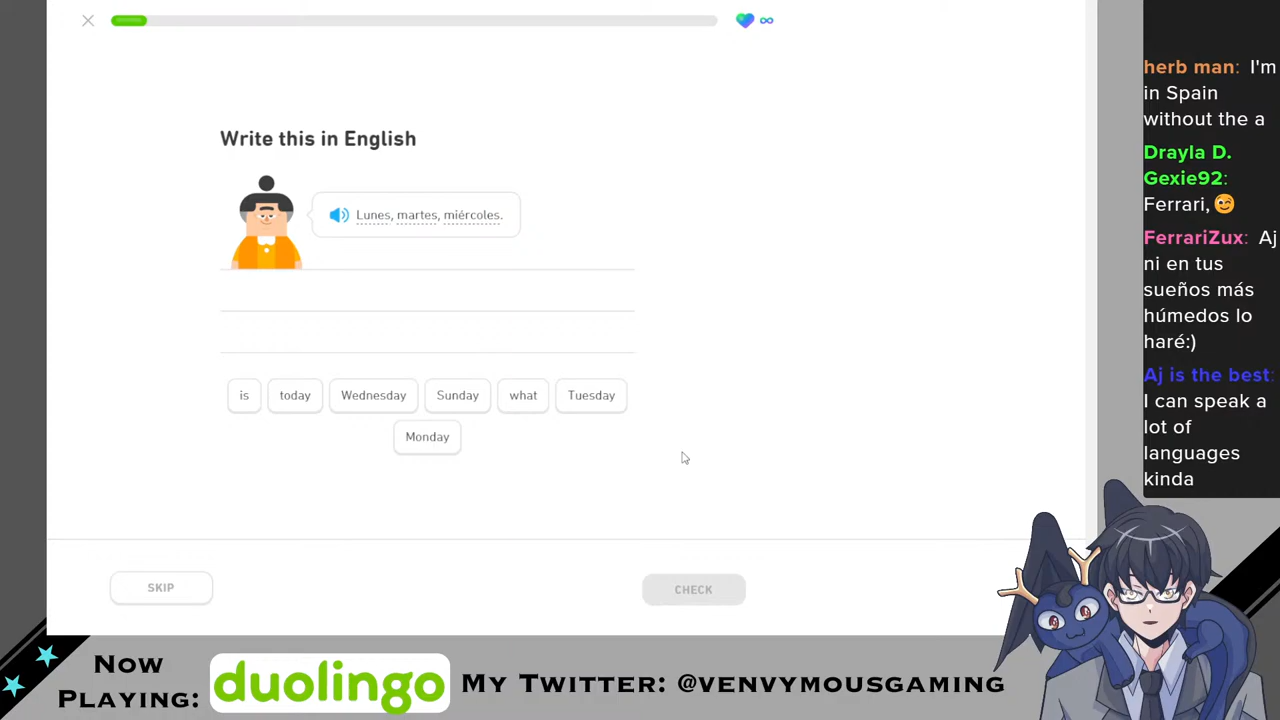 ∞
Write this in English
Lunes, martes, miércoles.
is today Wednesday Sunday what Tuesday
Monday
SKIP
CHECK
herb man: I'm
in Spain
without the a
Drayla D.
Gexie92:
Ferrari,😊
FerrariZux: Aj
ni en tus
sueños más
húmedos lo
haré:)
Aj is the best:
I can speak a
lot of
languages
kinda
Now
Playing:
duolingo
My Twitter: @venvymousgaming